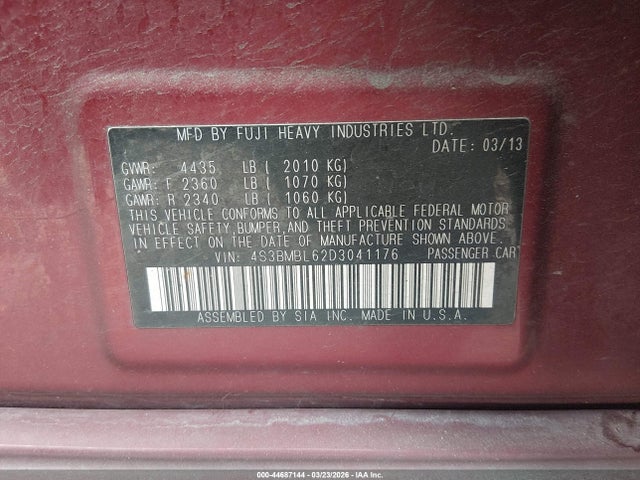 MFD BY FUJI HEAVY INDUSTRIES LTD.
DATE: 03/13
GVWR: 4435 LB ( 2010 KG)
GAWR: F 2360 LB ( 1070 KG)
GAWR: R 2340 LB ( 1060 KG)
THIS VEHICLE CONFORMS TO ALL APPLICABLE FEDERAL MOTOR
VEHICLE SAFETY,BUMPER,AND THEFT PREVENTION STANDARDS
IN EFFECT ON THE DATE OF MANUFACTURE SHOWN ABOVE.
VIN: 4S3BMBL62D3041176 PASSENGER CAR
ASSEMBLED BY SIA INC. MADE IN U.S.A.
000-44687144 | 03/23/2026 - IAA Inc.